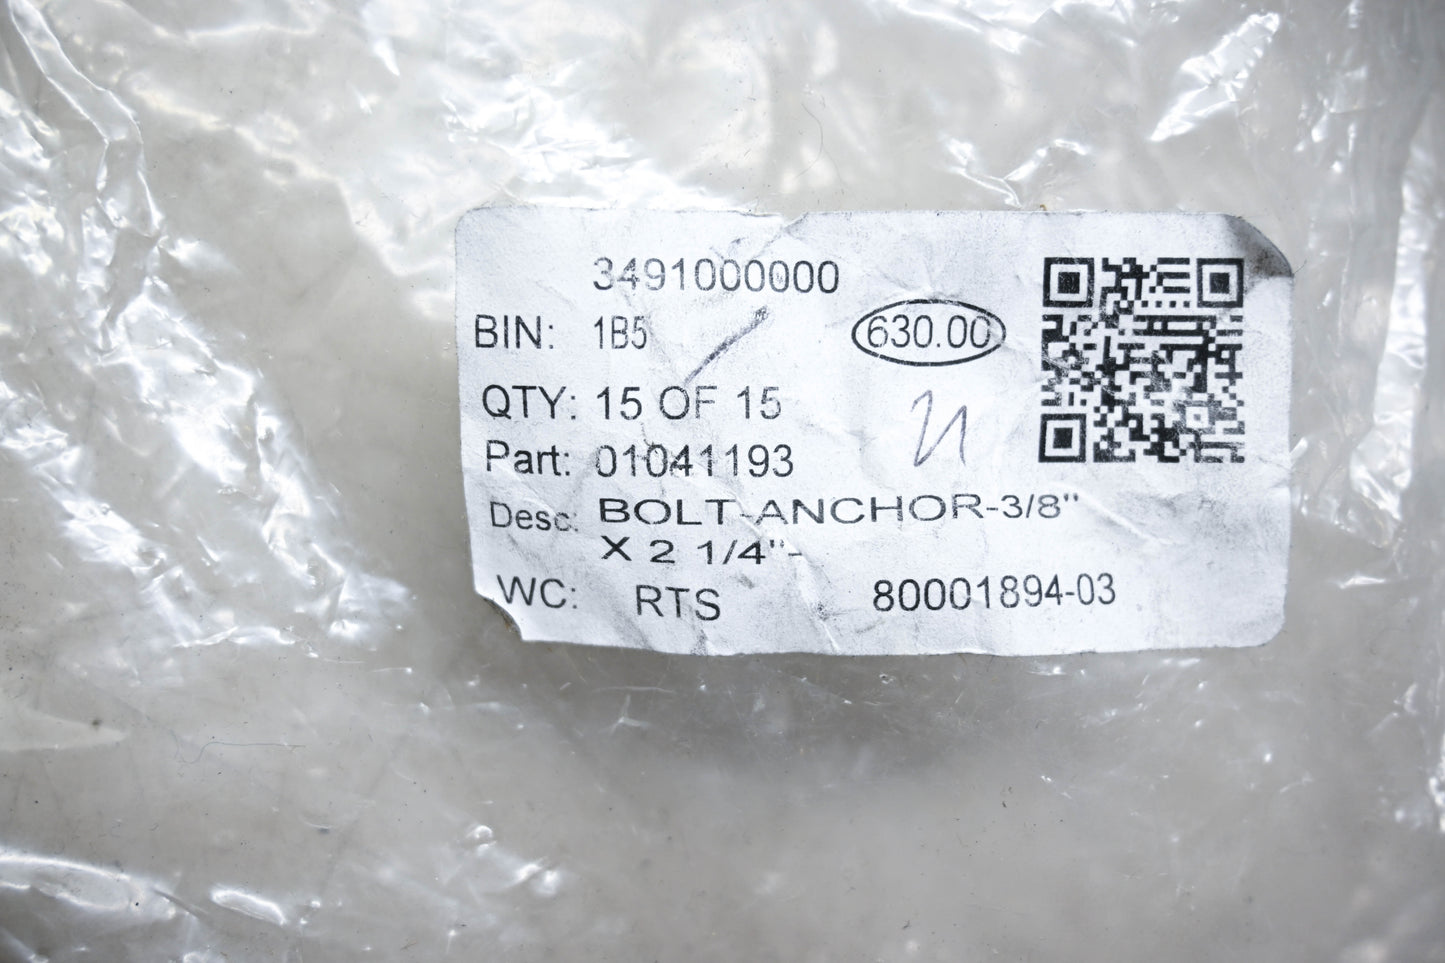 3491000000
BIN: 1B5 630.00
QTY: 15 OF 15
Part: 01041193
Desc: BOLT-ANCHOR-3/8"
X 2 1/4"-
WC: RTS 80001894-03